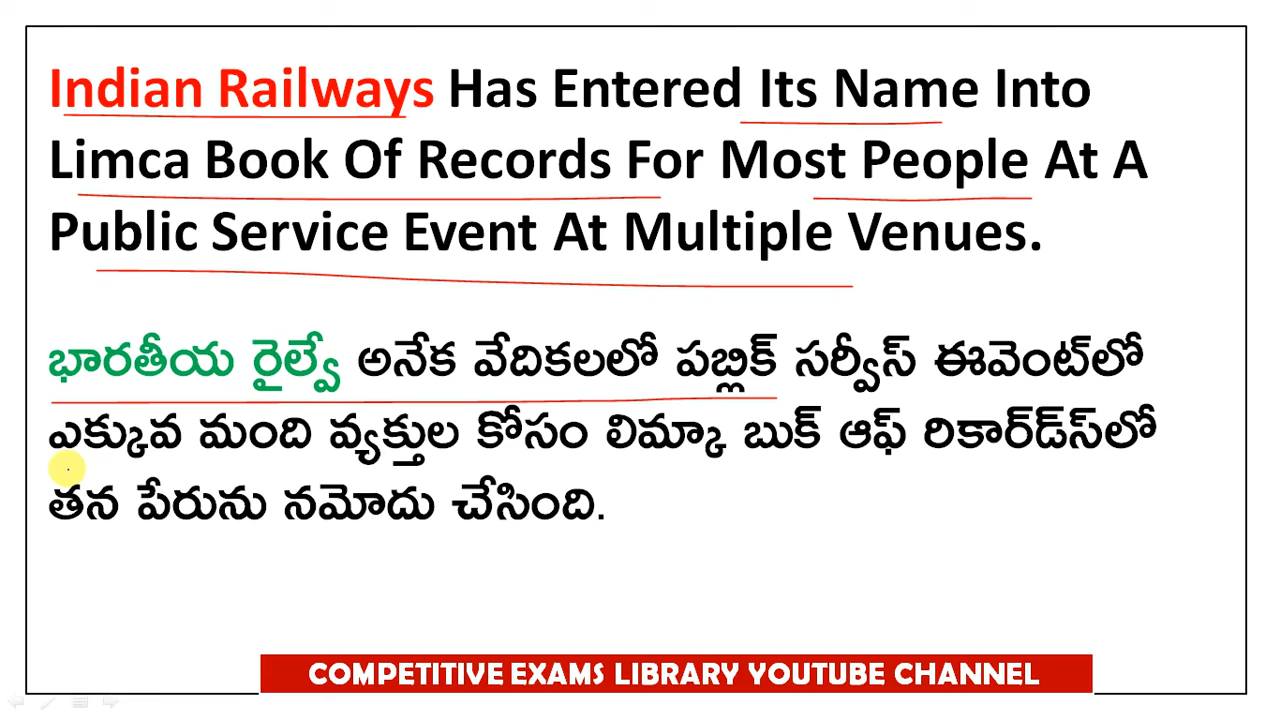 Indian Railways Has Entered Its Name Into
Limca Book Of Records For Most People At A
Public Service Event At Multiple Venues.
భారతీయ రైల్వే అనేక వేదికలలో పబ్లిక్ సర్వీస్ ఈవెంట్‌లో
ఎక్కువ మంది వ్యక్తుల కోసం లిమ్కా బుక్ ఆఫ్ రికార్డ్స్‌లో
తన పేరును నమోదు చేసింది.
COMPETITIVE EXAMS LIBRARY YOUTUBE CHANNEL